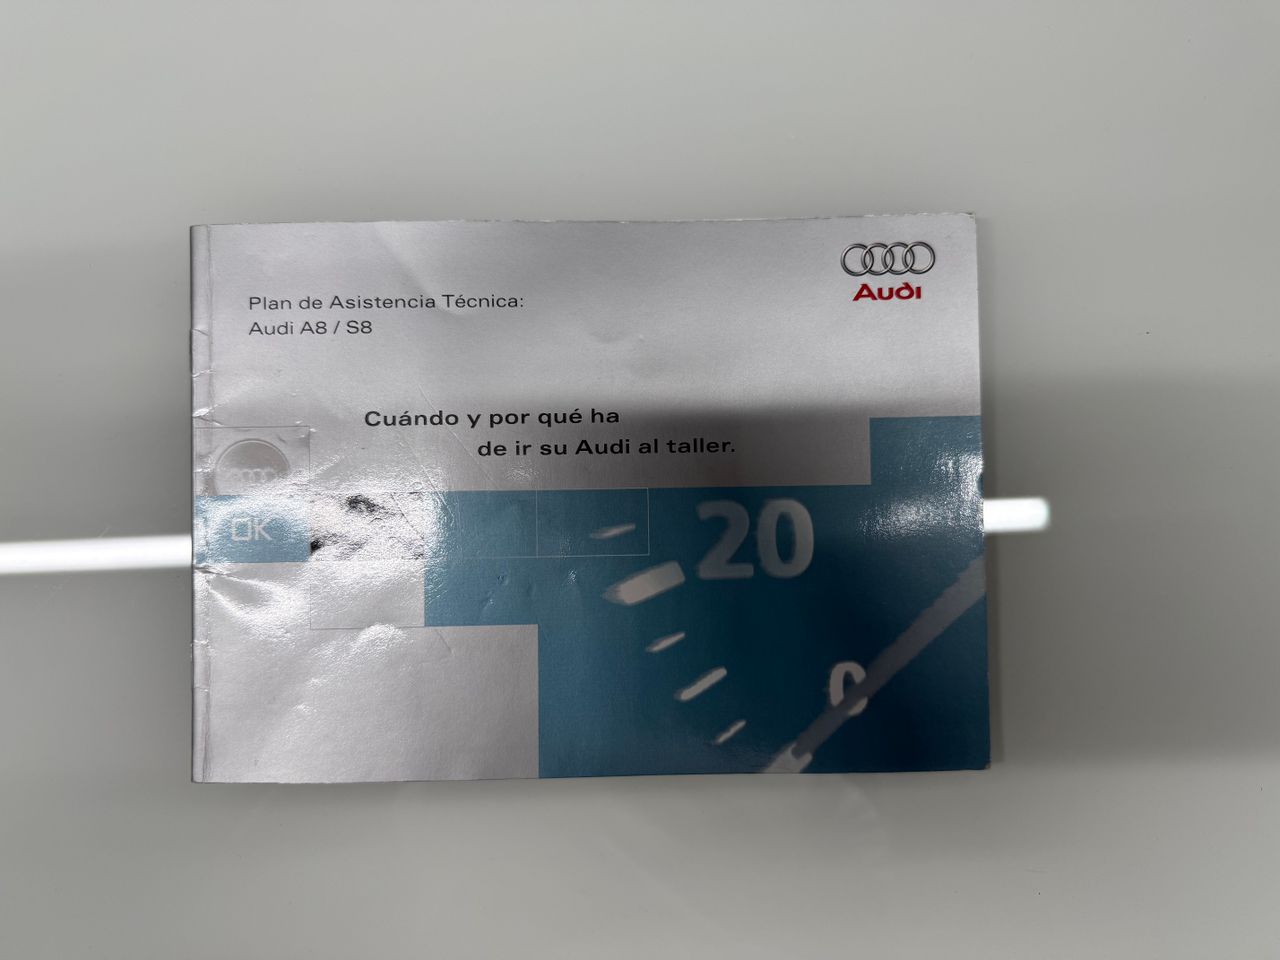 Audi
Plan de Asistencia Técnica:
Audi A8 / S8
Cuándo y por qué ha
de ir su Audi al taller.
OK
20
0